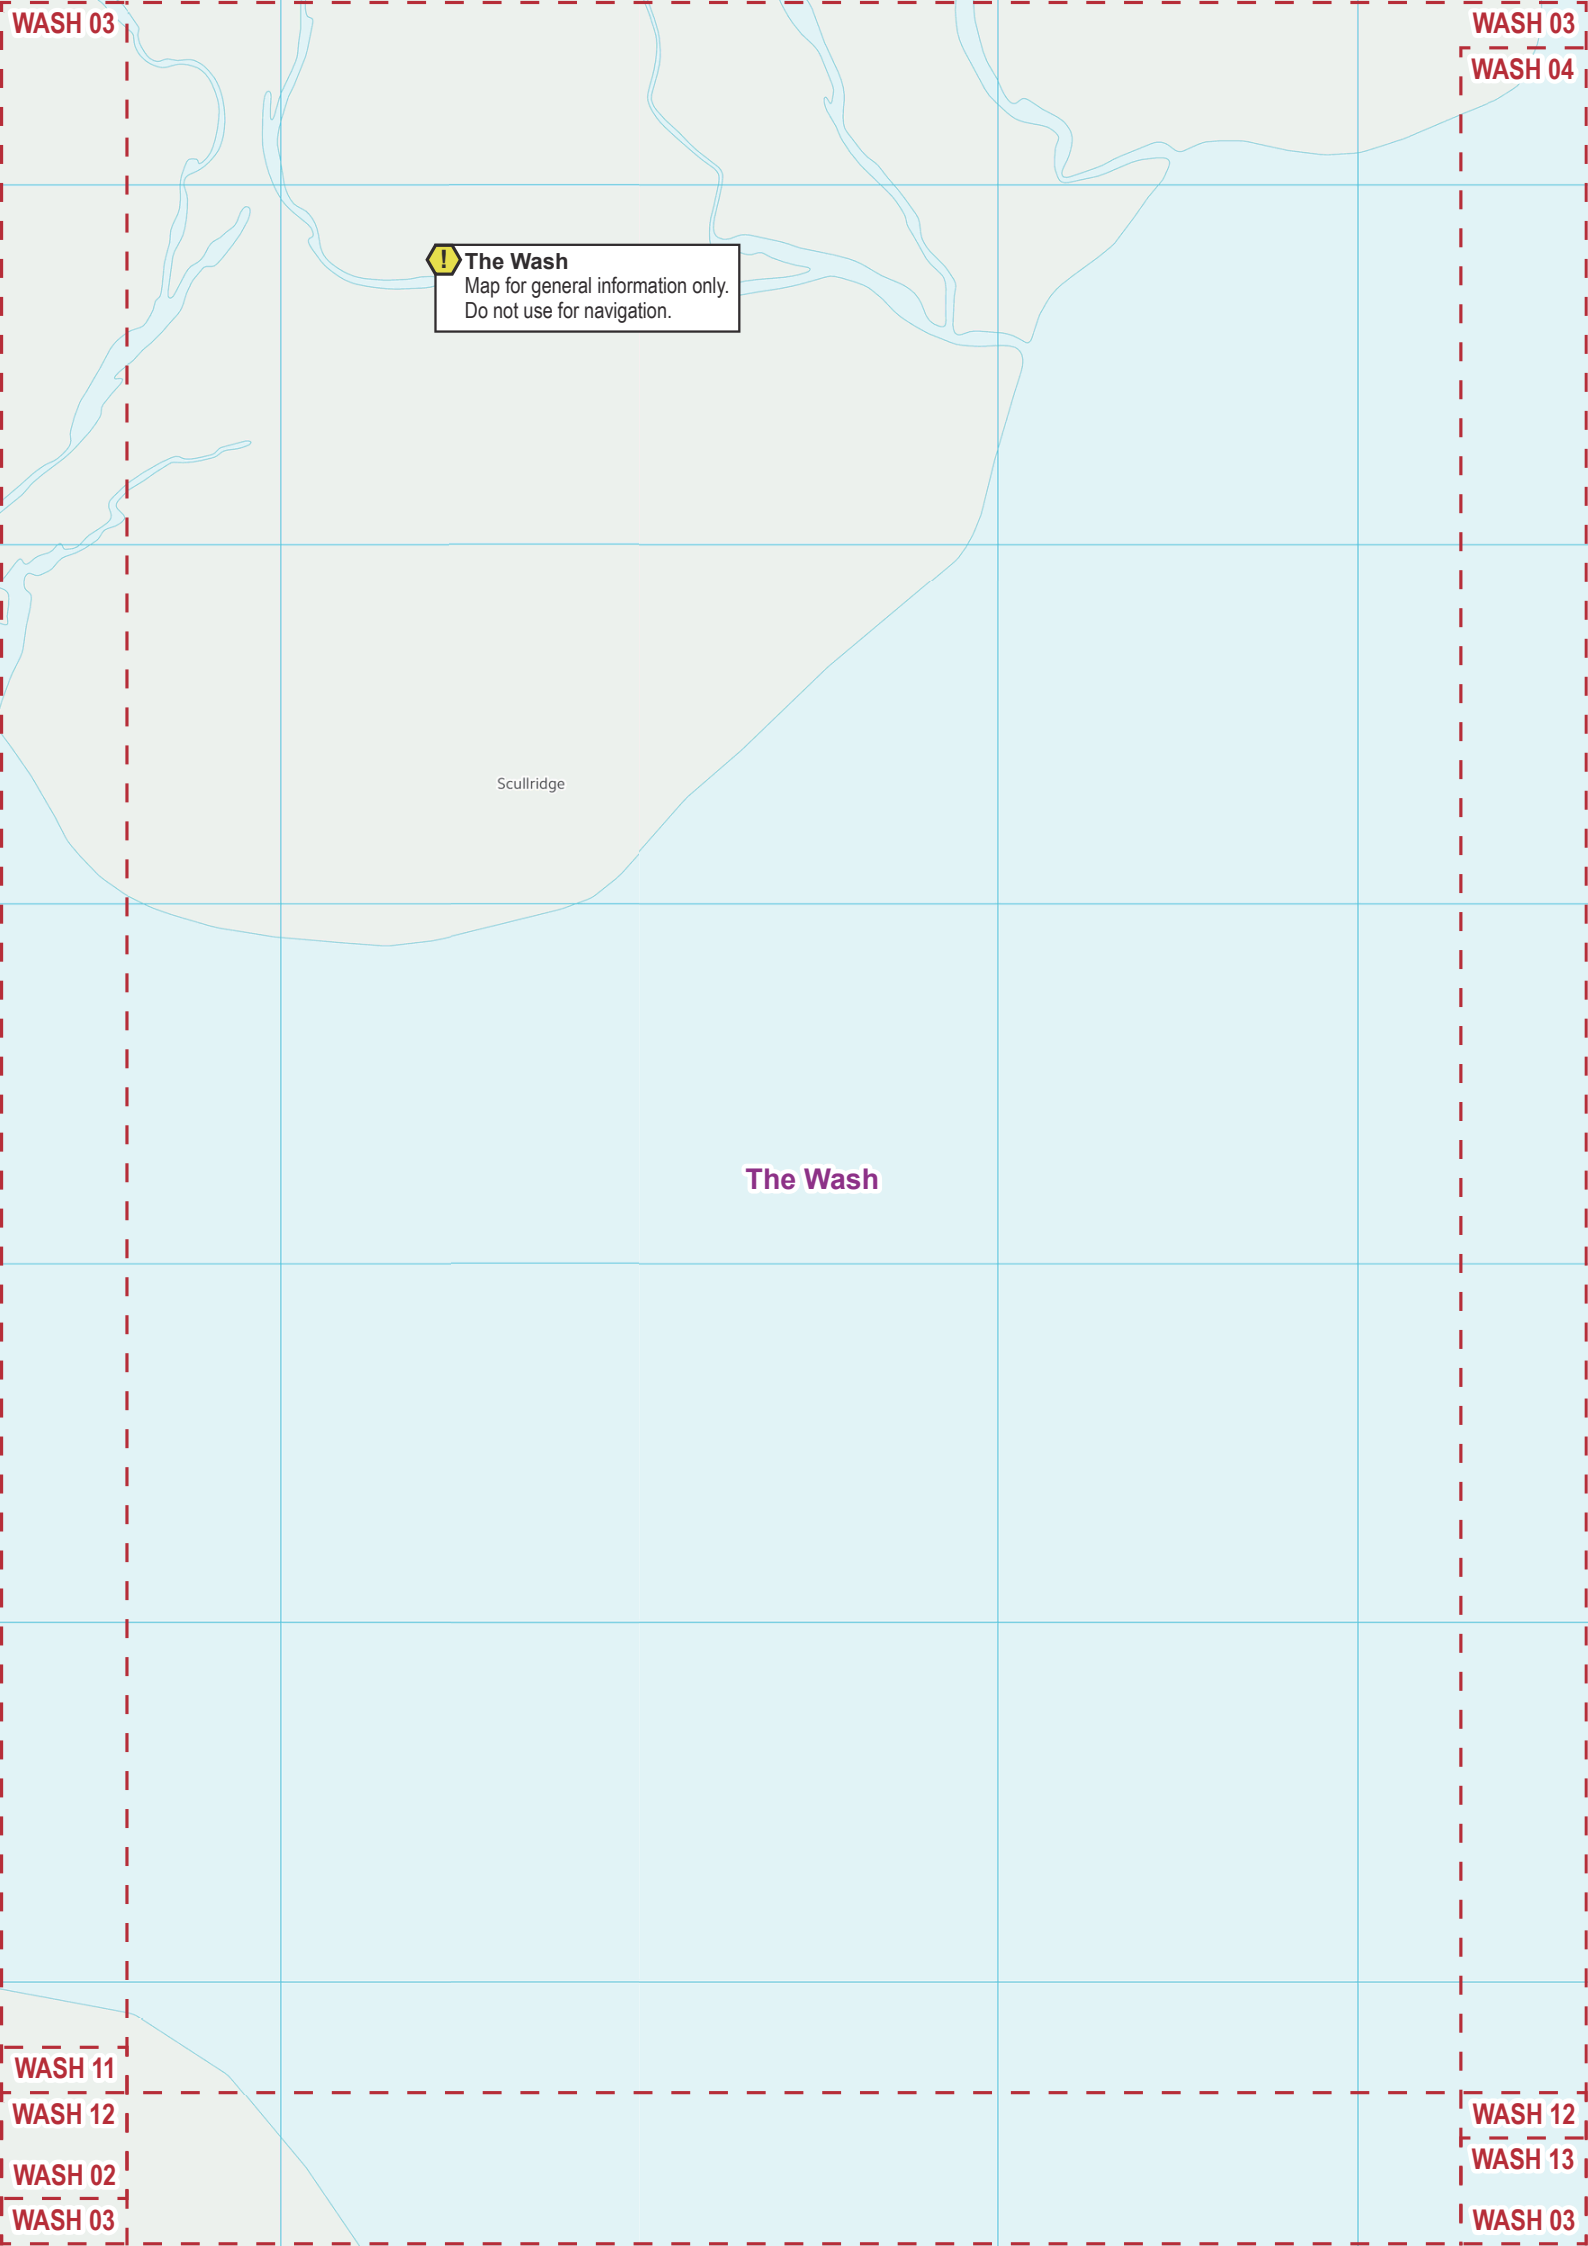 WASH 03
WASH 03
WASH 04
! The Wash
Map for general information only.
Do not use for navigation.
Scullridge
The Wash
WASH 11
WASH 12
WASH 12
WASH 13
WASH 02
WASH 03
WASH 03